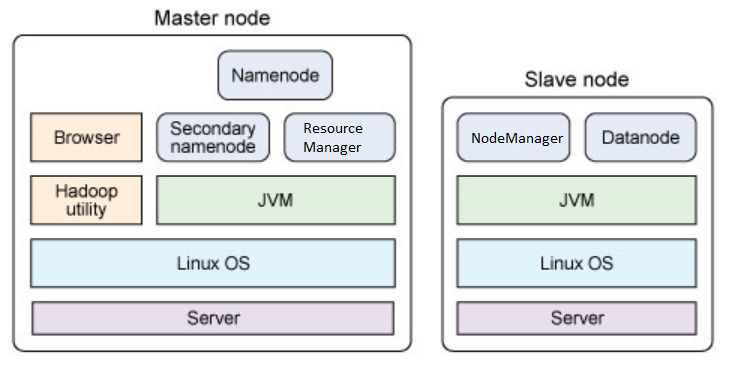 Master node
Namenode
Browser
Secondary
namenode
Resource
Manager
Hadoop
utility
JVM
Linux OS
Server
Slave node
NodeManager
Datanode
JVM
Linux OS
Server